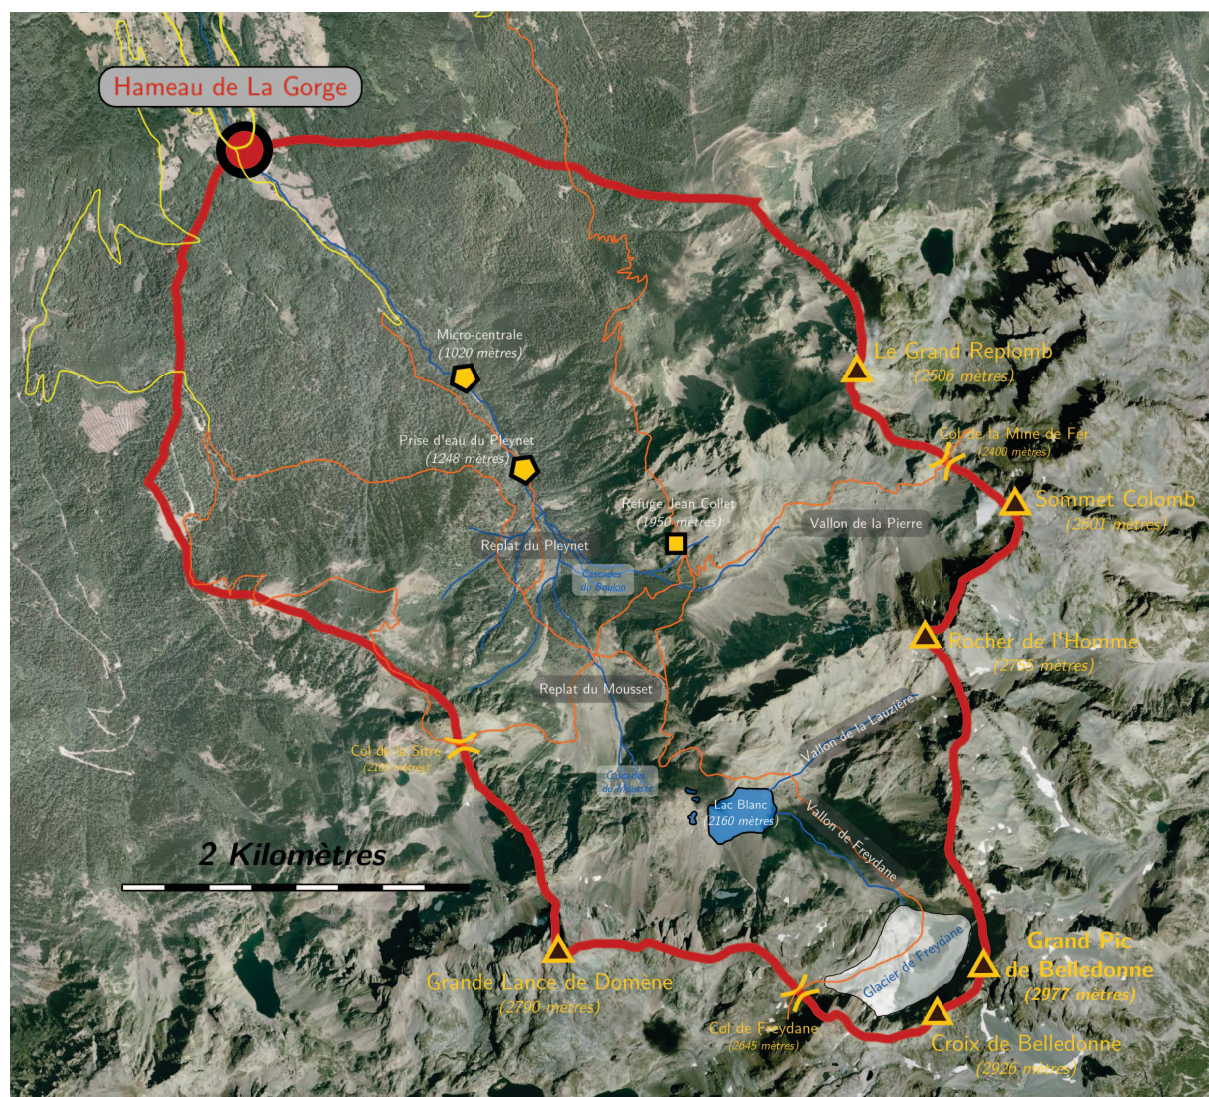 Hameau de La Gorge
Micro-centrale
(1020 mètres)
Le Grand Replomb
(2506 mètres)
Prise d'eau du Pleynet
(1248 mètres)
Col de la Mine de Fer
(2400 mètres)
Refuge Jean Collet
(1950 mètres)
Sommet Colomb
(2601 mètres)
Vallon de la Pierre
Replat du Pleynet
Cascades
du Boulon
Rocher de l'Homme
(2755 mètres)
Replat du Mousset
Vallon de la Lauzière
Col de la Sitre
mètres)
Cascades
du Mousset
Lac Blanc
(2160 mètres)
Vallon de Freydane
2 Kilomètres
Grand Pic
de Belledonne
(2977 mètres)
Glacier de Freydane
Grande Lance de Domène
(2790 mètres)
Col de Freydane
(2645 mètres)
Croix de Belledonne
(2926 mètres)